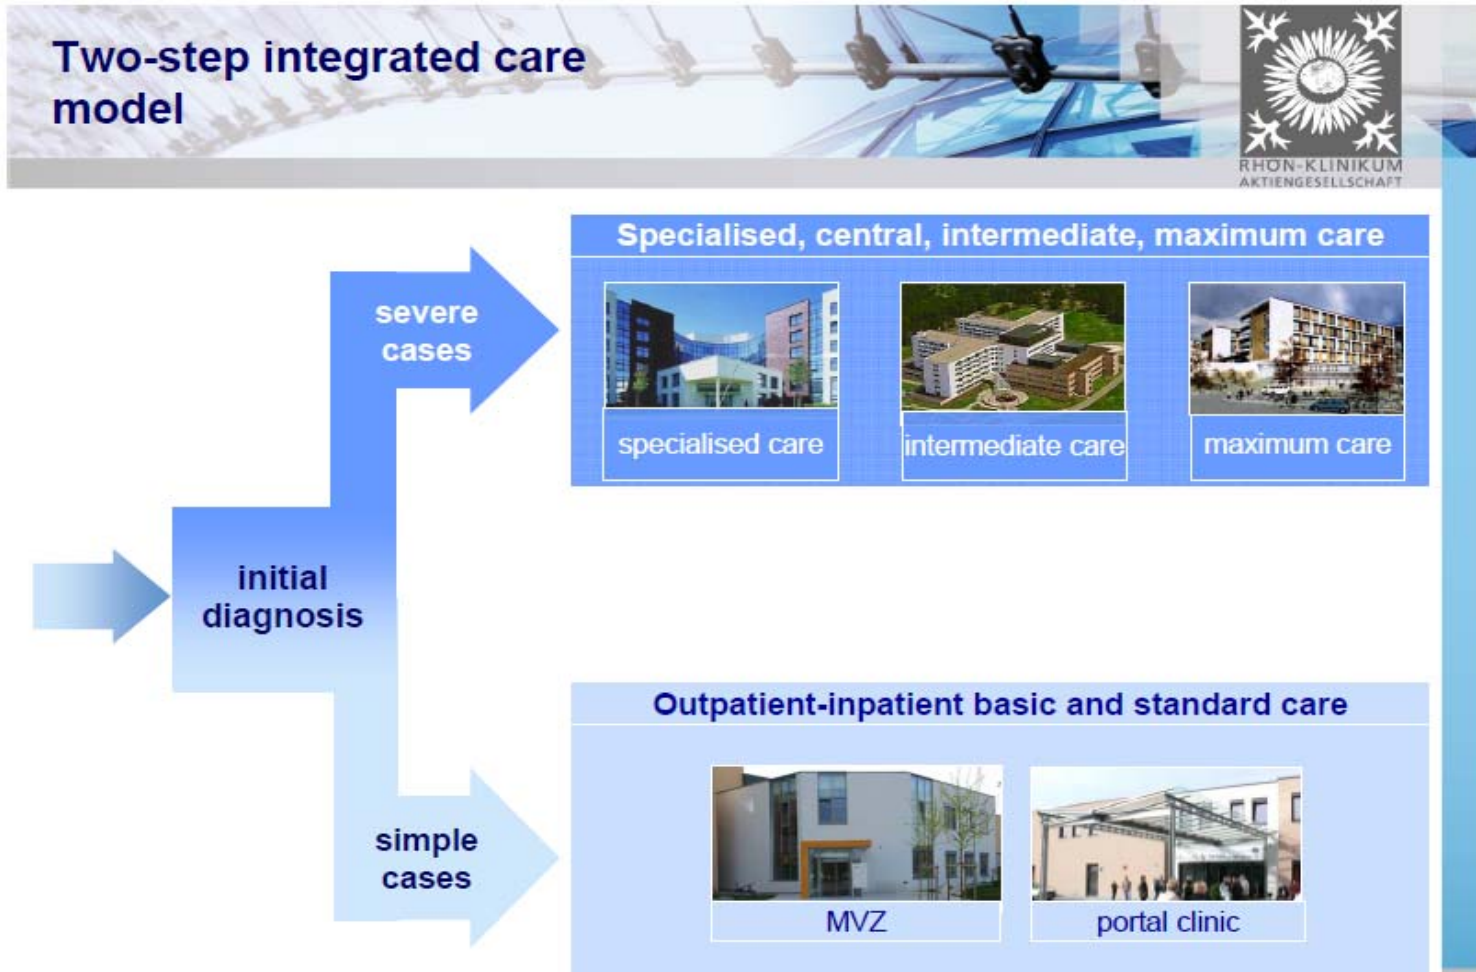 Two-step integrated care
model
RHÖN-KLINIKUM
AKTIENGESELLSCHAFT
Specialised, central, intermediate, maximum care
severe
cases
specialised care
intermediate care
maximum care
initial
diagnosis
Outpatient-inpatient basic and standard care
simple
cases
MVZ
portal clinic